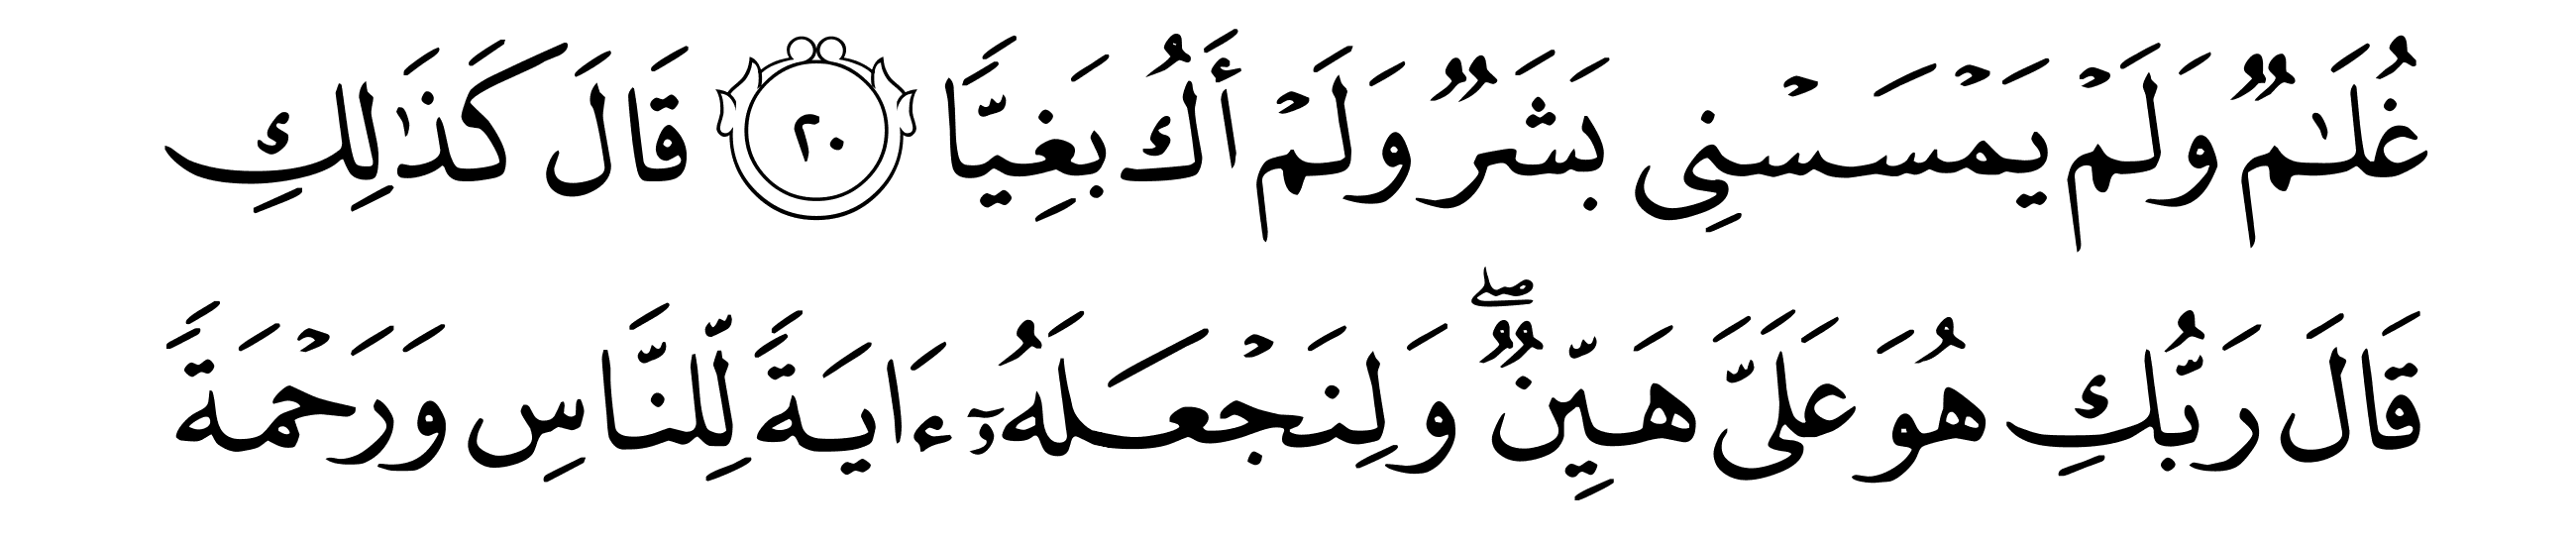 غُلَٰمٌ وَلَمْ يَمْسَسْنِى بَشَرٌ وَلَمْ أَكُ بَغِيًّا ٢٠ قَالَ كَذَٰلِكِ
قَالَ رَبُّكِ هُوَ عَلَىَّ هَيِّنٌ ۖ وَلِنَجْعَلَهُۥٓ ءَايَةً لِّلنَّاسِ وَرَحْمَةً